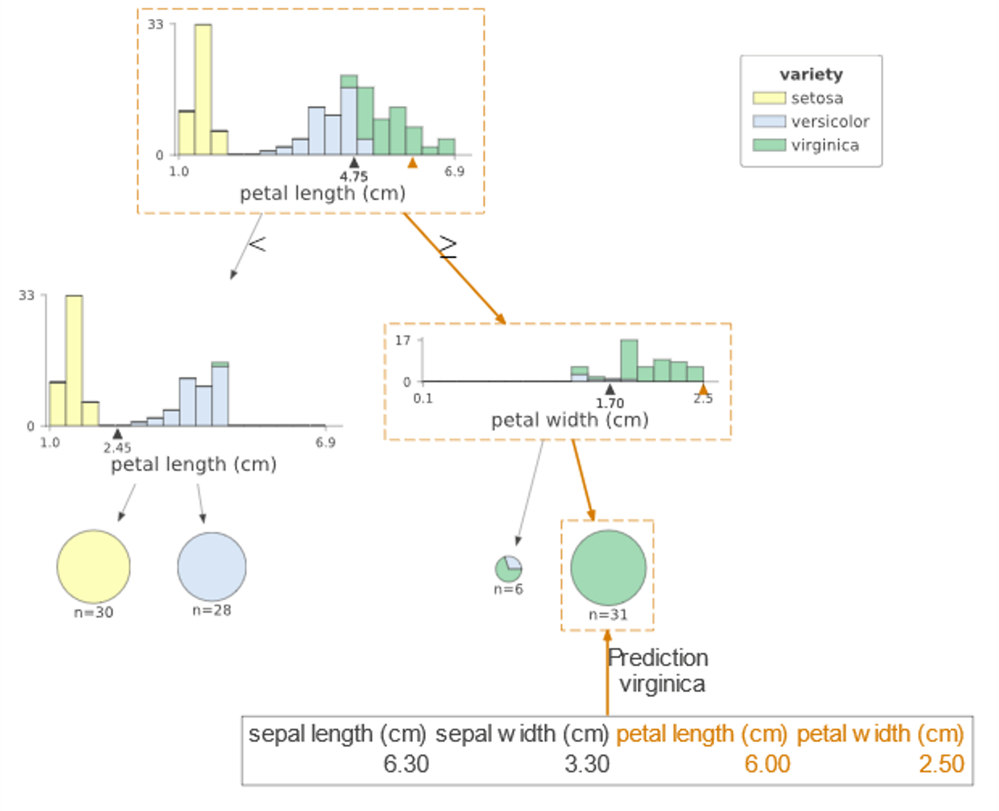 33
0
1.0
4.75
6.9
petal length (cm)
variety
setosa
versicolor
virginica
<
≥
33
0
1.0
2.45
6.9
petal length (cm)
17
0
0.1
1.70
2.5
petal width (cm)
n=30
n=28
n=6
n=31
Prediction
virginica
sepal length (cm) sepal width (cm) petal length (cm) petal width (cm)
6.30 3.30 6.00 2.50